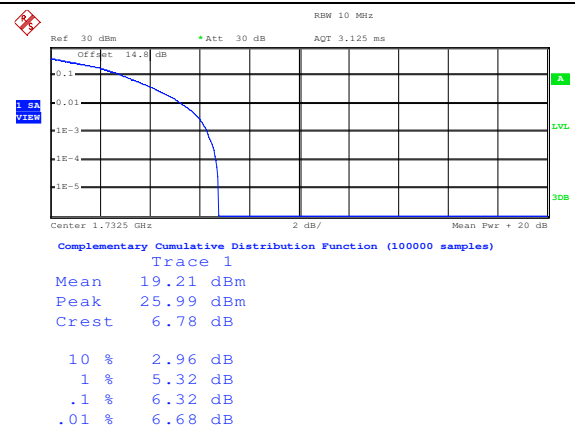 R S
RBW 10 MHz
Ref 30 dBm * Att 30 dB AQT 3.125 ms
Offset 14.8 dB
0.1
A
0.01
1 SA
VIEW
1E-3
LVL
1E-4
1E-5
3DB
Center 1.7325 GHz 2 dB/ Mean Pwr + 20 dB
Complementary Cumulative Distribution Function (100000 samples)
Trace 1
Mean 19.21 dBm
Peak 25.99 dBm
Crest 6.78 dB
10 % 2.96 dB
1 % 5.32 dB
.1 % 6.32 dB
.01 % 6.68 dB